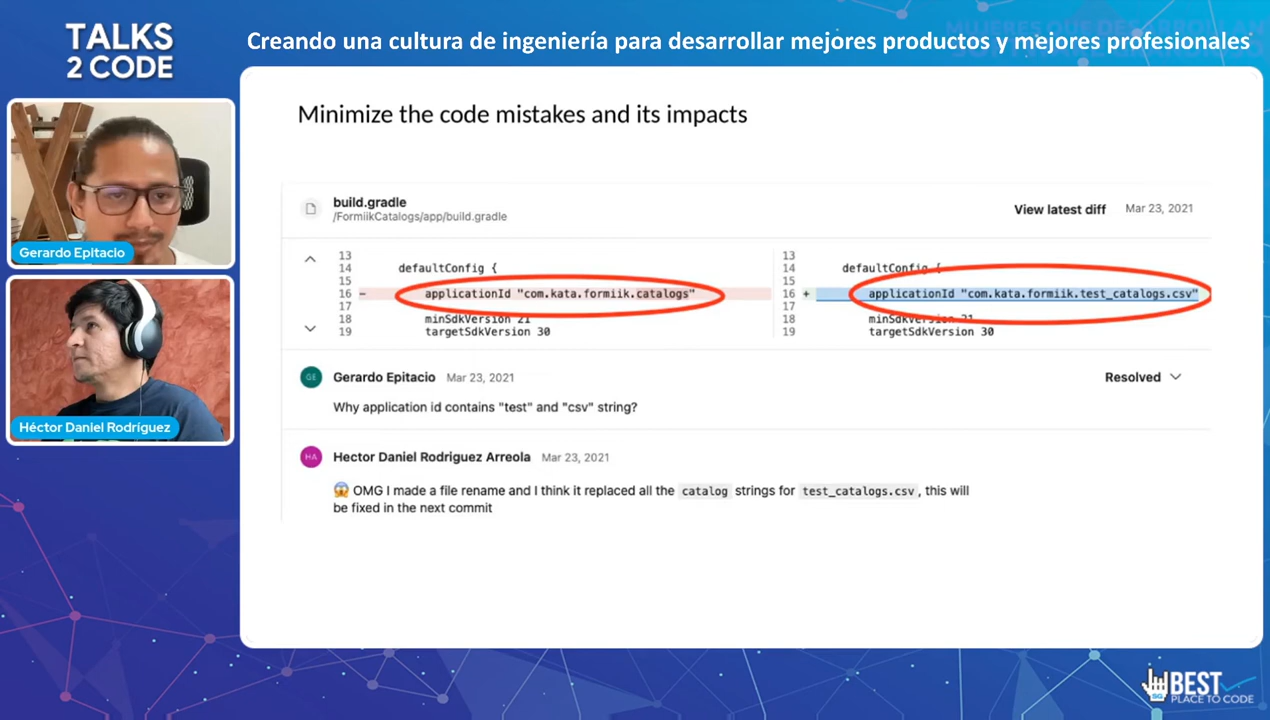 TALKS
2 CODE
Creando una cultura de ingeniería para desarrollar mejores productos y mejores profesionales
Gerardo Epitacio
Héctor Daniel Rodríguez
Minimize the code mistakes and its impacts
build.gradle
/FormiikCatalogs/app/build.gradle
View latest diff Mar 23, 2021
13
14 defaultConfig {
15
16 - applicationId "com.kata.formiik.catalogs"
17
18 minSdkVersion 21
19 targetSdkVersion 30
13
14 defaultConfig {
15
16 + applicationId "com.kata.formiik.test_catalogs.csv"
17
18 minSdkVersion 21
19 targetSdkVersion 30
GE Gerardo Epitacio Mar 23, 2021 Resolved
Why application id contains "test" and "csv" string?
HA Hector Daniel Rodriguez Arreola Mar 23, 2021
😱 OMG I made a file rename and I think it replaced all the catalog strings for test_catalogs.csv, this will
be fixed in the next commit
SG BEST
PLACE TO CODE